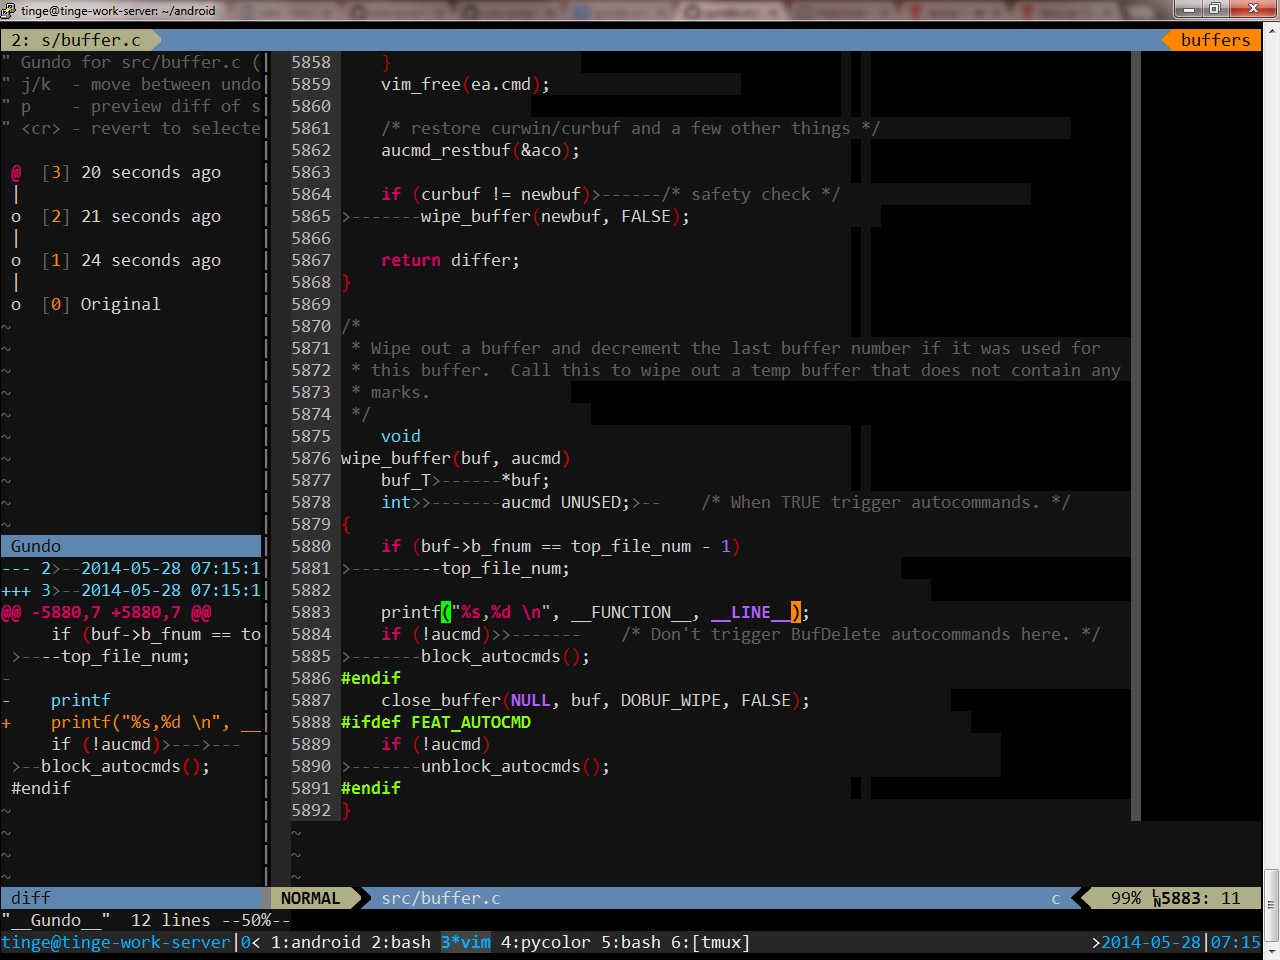 tinge@tinge-work-server: ~/android
2: s/buffer.c
buffers
" Gundo for src/buffer.c (
" j/k  - move between undo
" p    - preview diff of s
" <cr> - revert to selecte
@  [3] 20 seconds ago
|
o  [2] 21 seconds ago
|
o  [1] 24 seconds ago
|
o  [0] Original
~
~
~
~
~
~
~
~
~
~
Gundo
--- 2>--2014-05-28 07:15:1
+++ 3>--2014-05-28 07:15:1
@@ -5880,7 +5880,7 @@
     if (buf->b_fnum == to
 >----top_file_num;
-
-    printf
+    printf("%s,%d \n", __
     if (!aucmd)>--->---
 >--block_autocmds();
 #endif
~
~
~
~
diff
5858     }
5859     vim_free(ea.cmd);
5860
5861     /* restore curwin/curbuf and a few other things */
5862     aucmd_restbuf(&aco);
5863
5864     if (curbuf != newbuf)>------/* safety check */
5865 >-------wipe_buffer(newbuf, FALSE);
5866
5867     return differ;
5868 }
5869
5870 /*
5871  * Wipe out a buffer and decrement the last buffer number if it was used for
5872  * this buffer.  Call this to wipe out a temp buffer that does not contain any
5873  * marks.
5874  */
5875     void
5876 wipe_buffer(buf, aucmd)
5877     buf_T>------*buf;
5878     int>>-------aucmd UNUSED;>--    /* When TRUE trigger autocommands. */
5879 {
5880     if (buf->b_fnum == top_file_num - 1)
5881 >---------top_file_num;
5882
5883     printf("%s,%d \n", __FUNCTION__, __LINE__);
5884     if (!aucmd)>>-------    /* Don't trigger BufDelete autocommands here. */
5885 >-------block_autocmds();
5886 #endif
5887     close_buffer(NULL, buf, DOBUF_WIPE, FALSE);
5888 #ifdef FEAT_AUTOCMD
5889     if (!aucmd)
5890 >-------unblock_autocmds();
5891 #endif
5892 }
~
~
~
NORMAL
src/buffer.c
c
99% LN 5883: 11
"__Gundo__"  12 lines --50%--
tinge@tinge-work-server|0< 1:android 2:bash 3*vim 4:pycolor 5:bash 6:[tmux]
>2014-05-28|07:15